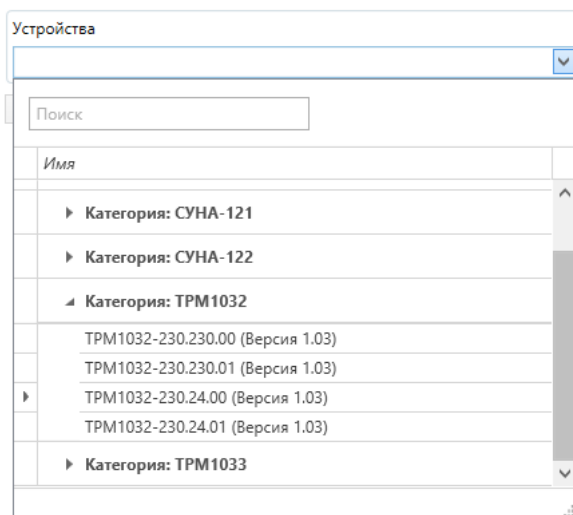 Устройства
Поиск
Имя
Категория: СУНА-121
Категория: СУНА-122
Категория: ТРМ1032
ТРМ1032-230.230.00 (Версия 1.03)
ТРМ1032-230.230.01 (Версия 1.03)
ТРМ1032-230.24.00 (Версия 1.03)
ТРМ1032-230.24.01 (Версия 1.03)
Категория: ТРМ1033